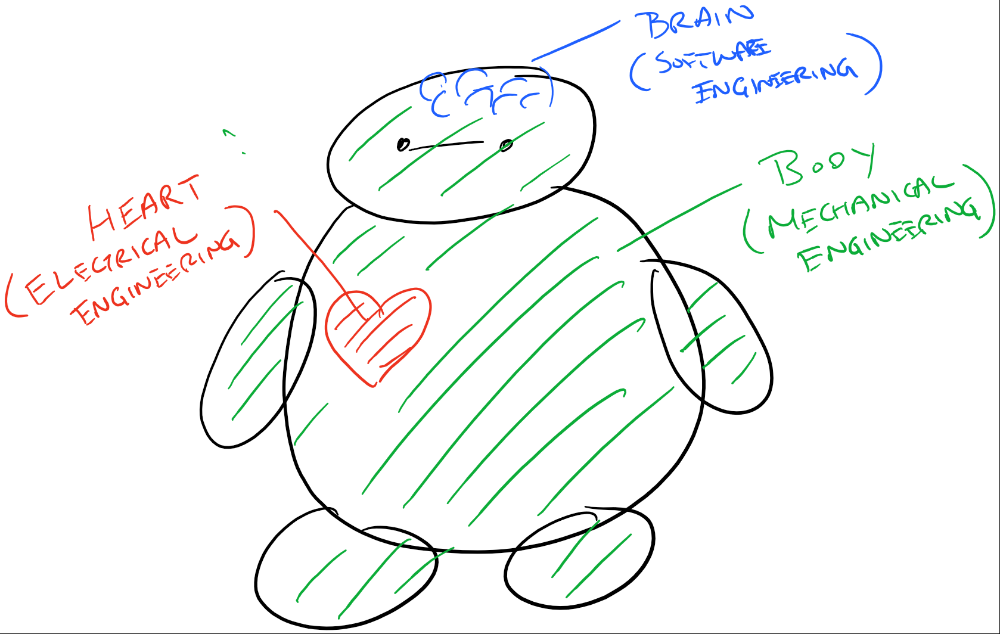 BRAIN
(SOFTWARE
ENGINEERING)
BODY
(MECHANICAL
ENGINEERING)
HEART
(ELECTRICAL
ENGINEERING)